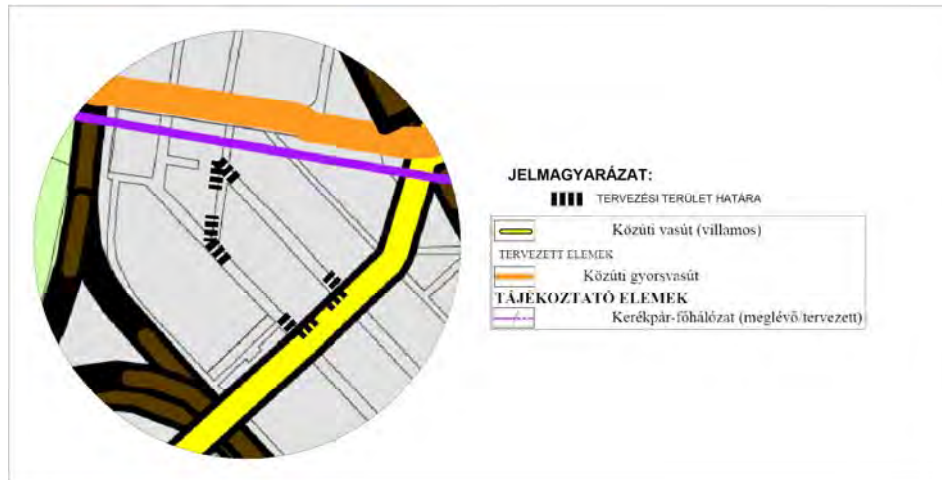 JELMAGYARÁZAT:
TERVEZÉSI TERÜLET HATÁRA
Közúti vasút (villamos)
TERVEZETT ELEMEK
Közúti gyorsvasút
TÁJÉKOZTATÓ ELEMEK
Kerékpár-főhálózat (meglévő/tervezett)